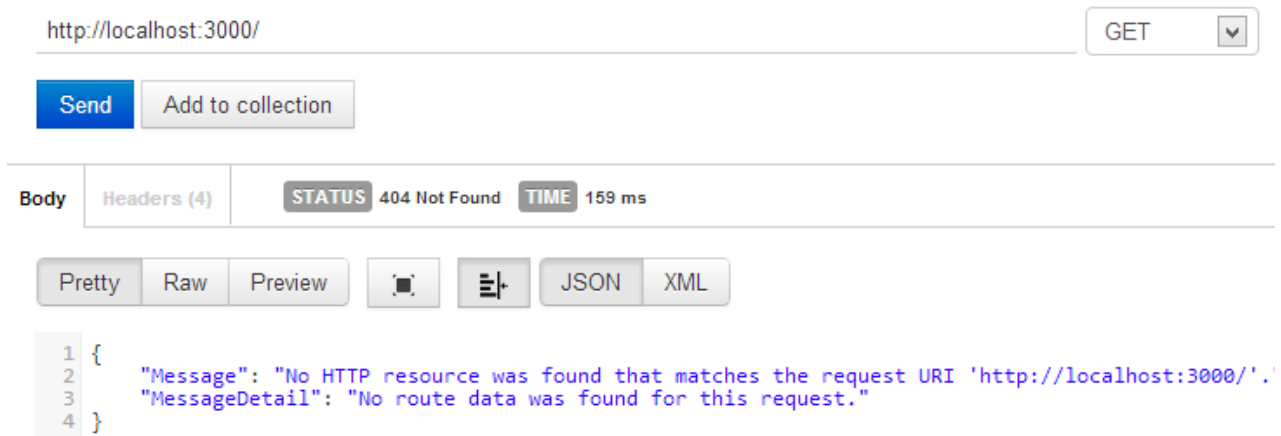 http://localhost:3000/ GET
Send Add to collection
Body Headers (4) STATUS 404 Not Found TIME 159 ms
Pretty Raw Preview JSON XML
1 {
2 "Message": "No HTTP resource was found that matches the request URI 'http://localhost:3000/'.
3 "MessageDetail": "No route data was found for this request."
4 }